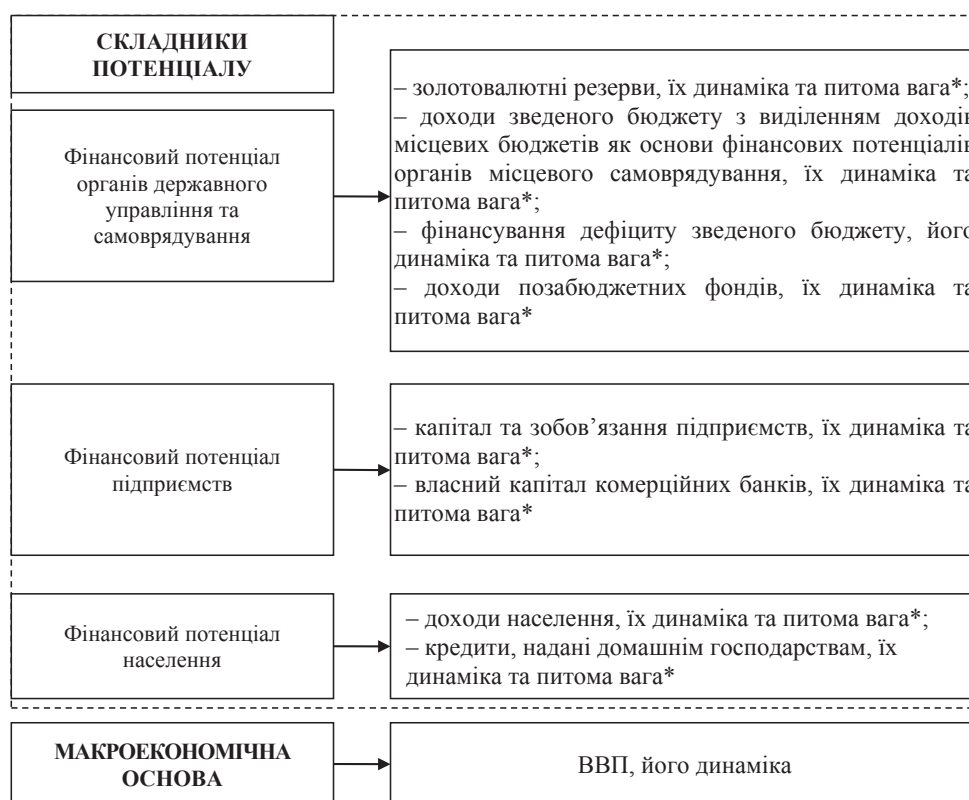 СКЛАДНИКИ
ПОТЕНЦІАЛУ
Фінансовий потенціал
органів державного
управління та
самоврядування
– золотовалютні резерви, їх динаміка та питома вага*;
– доходи зведеного бюджету з виділенням доходів
місцевих бюджетів як основи фінансових потенціалів
органів місцевого самоврядування, їх динаміка та
питома вага*;
– фінансування дефіциту зведеного бюджету, його
динаміка та питома вага*;
– доходи позабюджетних фондів, їх динаміка та
питома вага*
Фінансовий потенціал
підприємств
– капітал та зобов’язання підприємств, їх динаміка та
питома вага*;
– власний капітал комерційних банків, їх динаміка та
питома вага*
Фінансовий потенціал
населення
– доходи населення, їх динаміка та питома вага*;
– кредити, надані домашнім господарствам, їх
динаміка та питома вага*
МАКРОЕКОНОМІЧНА
ОСНОВА
ВВП, його динаміка